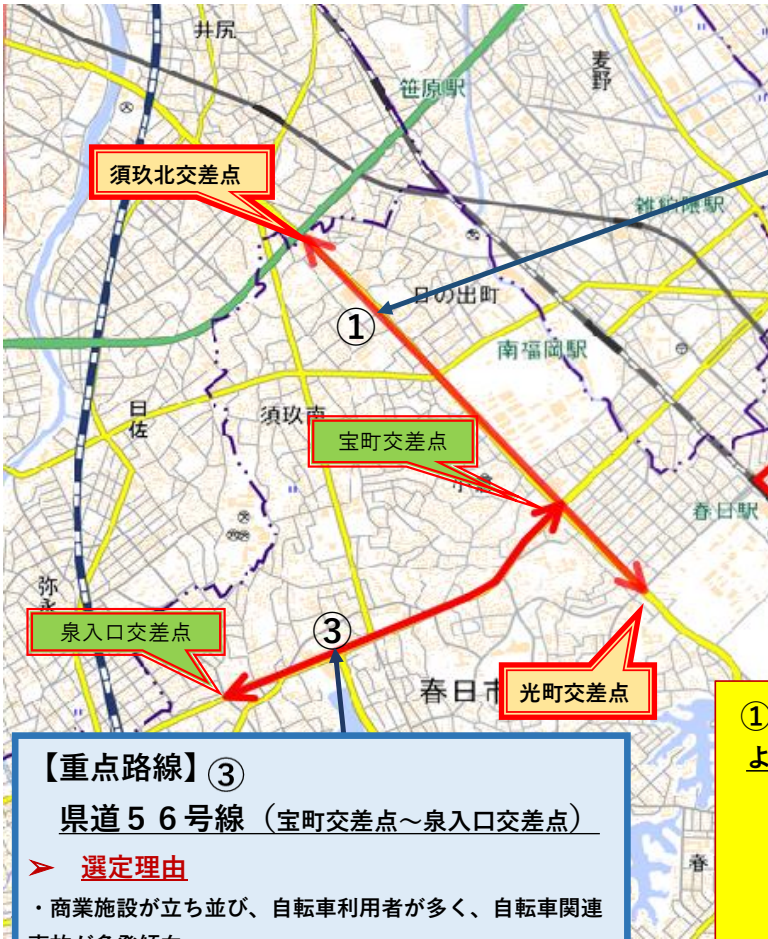 井尻
笹原駅
麦野
須玖北交差点
雑餉隈駅
日の出町
①
南福岡駅
日佐
須玖南
宝町交差点
小倉
春日駅
弥永
泉入口交差点
③
春日市
光町交差点
①
よ
【重点路線】③
県道５６号線（宝町交差点～泉入口交差点）
➢ 選定理由
・商業施設が立ち並び、自転車利用者が多く、自転車関連
春